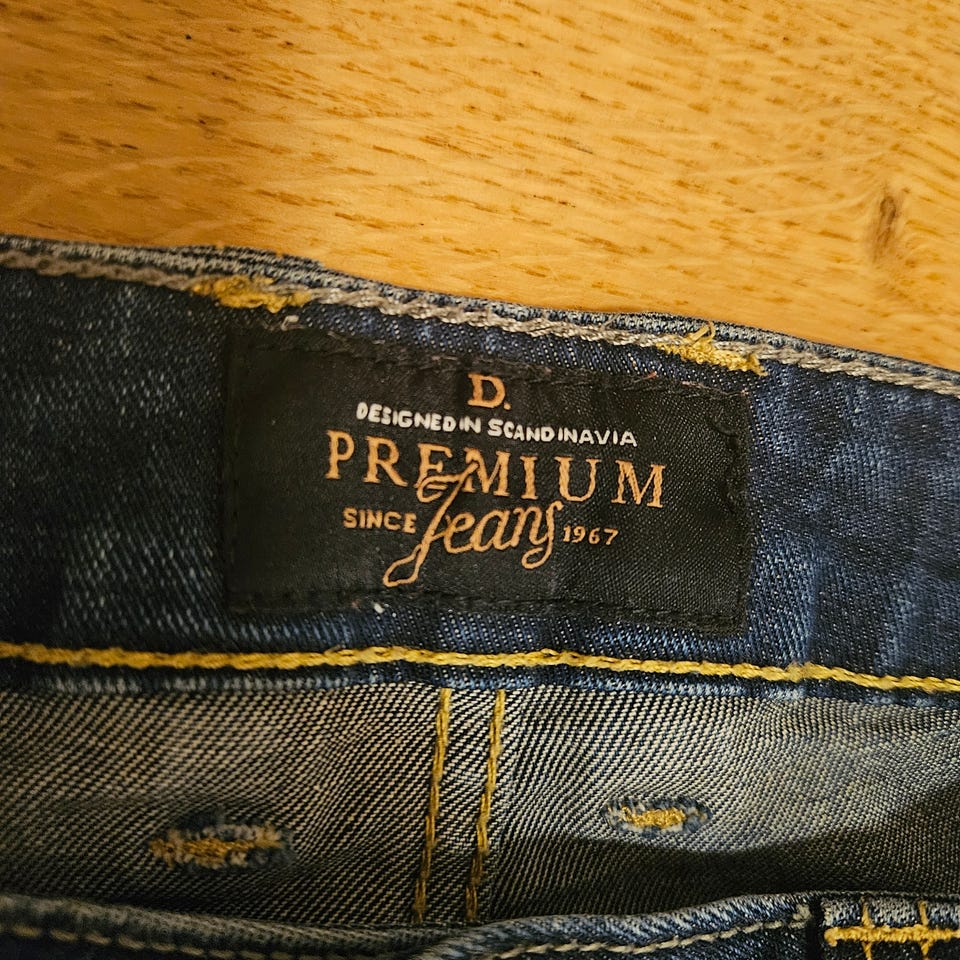 D.
DESIGNED IN SCANDINAVIA
PREMIUM
SINCE Jeans 1967